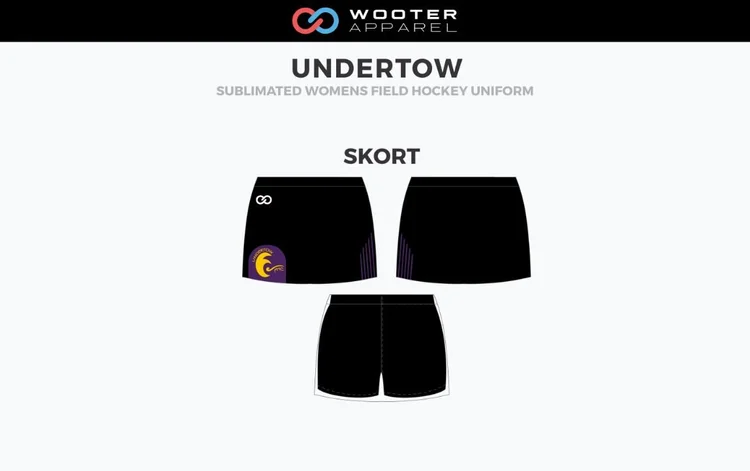 WOOTER
APPAREL
UNDERTOW
SUBLIMATED WOMENS FIELD HOCKEY UNIFORM
SKORT